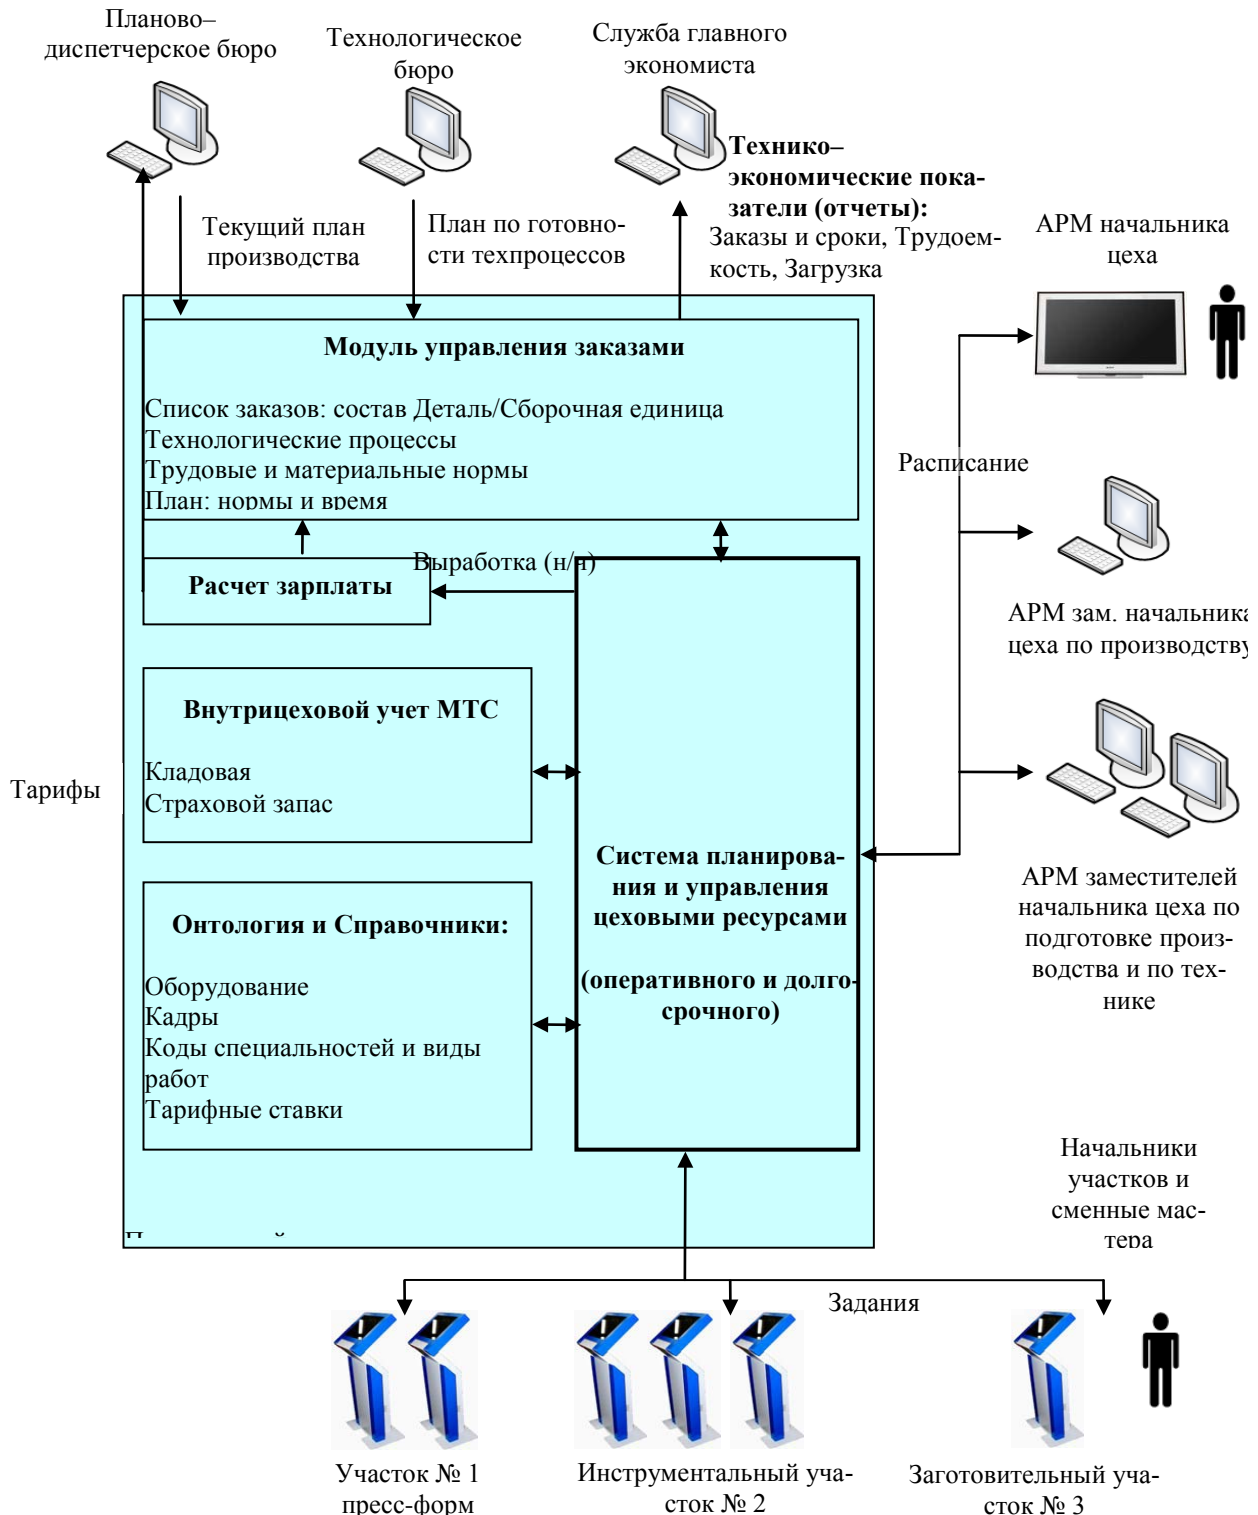 Планово–
диспетчерское бюро
Технологическое
бюро
Служба главного
экономиста
Технико–
экономические пока-
затели (отчеты):
Заказы и сроки, Трудоем-
кость, Загрузка
Текущий план
производства
План по готовно-
сти техпроцессов
АРМ начальника
цеха
Модуль управления заказами
Список заказов: состав Деталь/Сборочная единица
Технологические процессы
Трудовые и материальные нормы
План: нормы и время
Расписание
Выработка (н/ч)
Расчет зарплаты
АРМ зам. начальника
цеха по производству
Внутрицеховой учет МТС
Кладовая
Страховой запас
Тарифы
Система планирова-
ния и управления
цеховыми ресурсами
(оперативного и долго-
срочного)
АРМ заместителей
начальника цеха по
подготовке произ-
водства и по тех-
нике
Онтология и Справочники:
Оборудование
Кадры
Коды специальностей и виды
работ
Тарифные ставки
Начальники
участков и
сменные мас-
тера
Задания
Участок № 1
пресс-форм
Инструментальный уча-
сток № 2
Заготовительный уча-
сток № 3